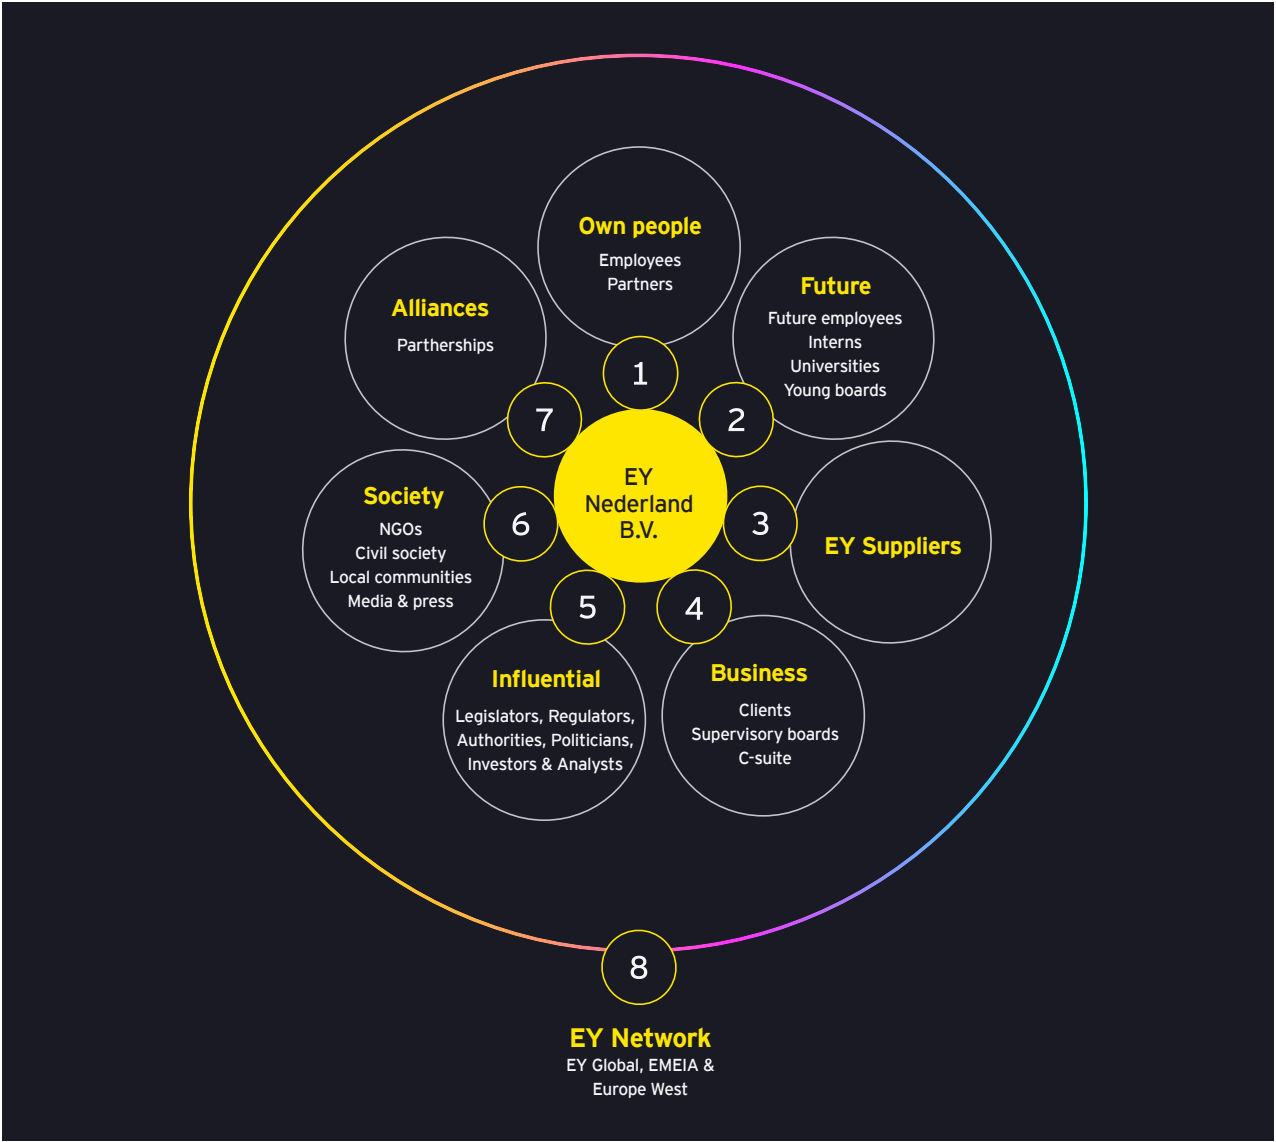 Own people
Employees
Partners
1
Future
Future employees
Interns
Universities
Young boards
2
EY Suppliers
3
Business
Clients
Supervisory boards
C-suite
4
Influential
Legislators, Regulators,
Authorities, Politicians,
Investors & Analysts
5
Society
NGOs
Civil society
Local communities
Media & press
6
Alliances
Partherships
7
EY
Nederland
B.V.
8
EY Network
EY Global, EMEIA &
Europe West